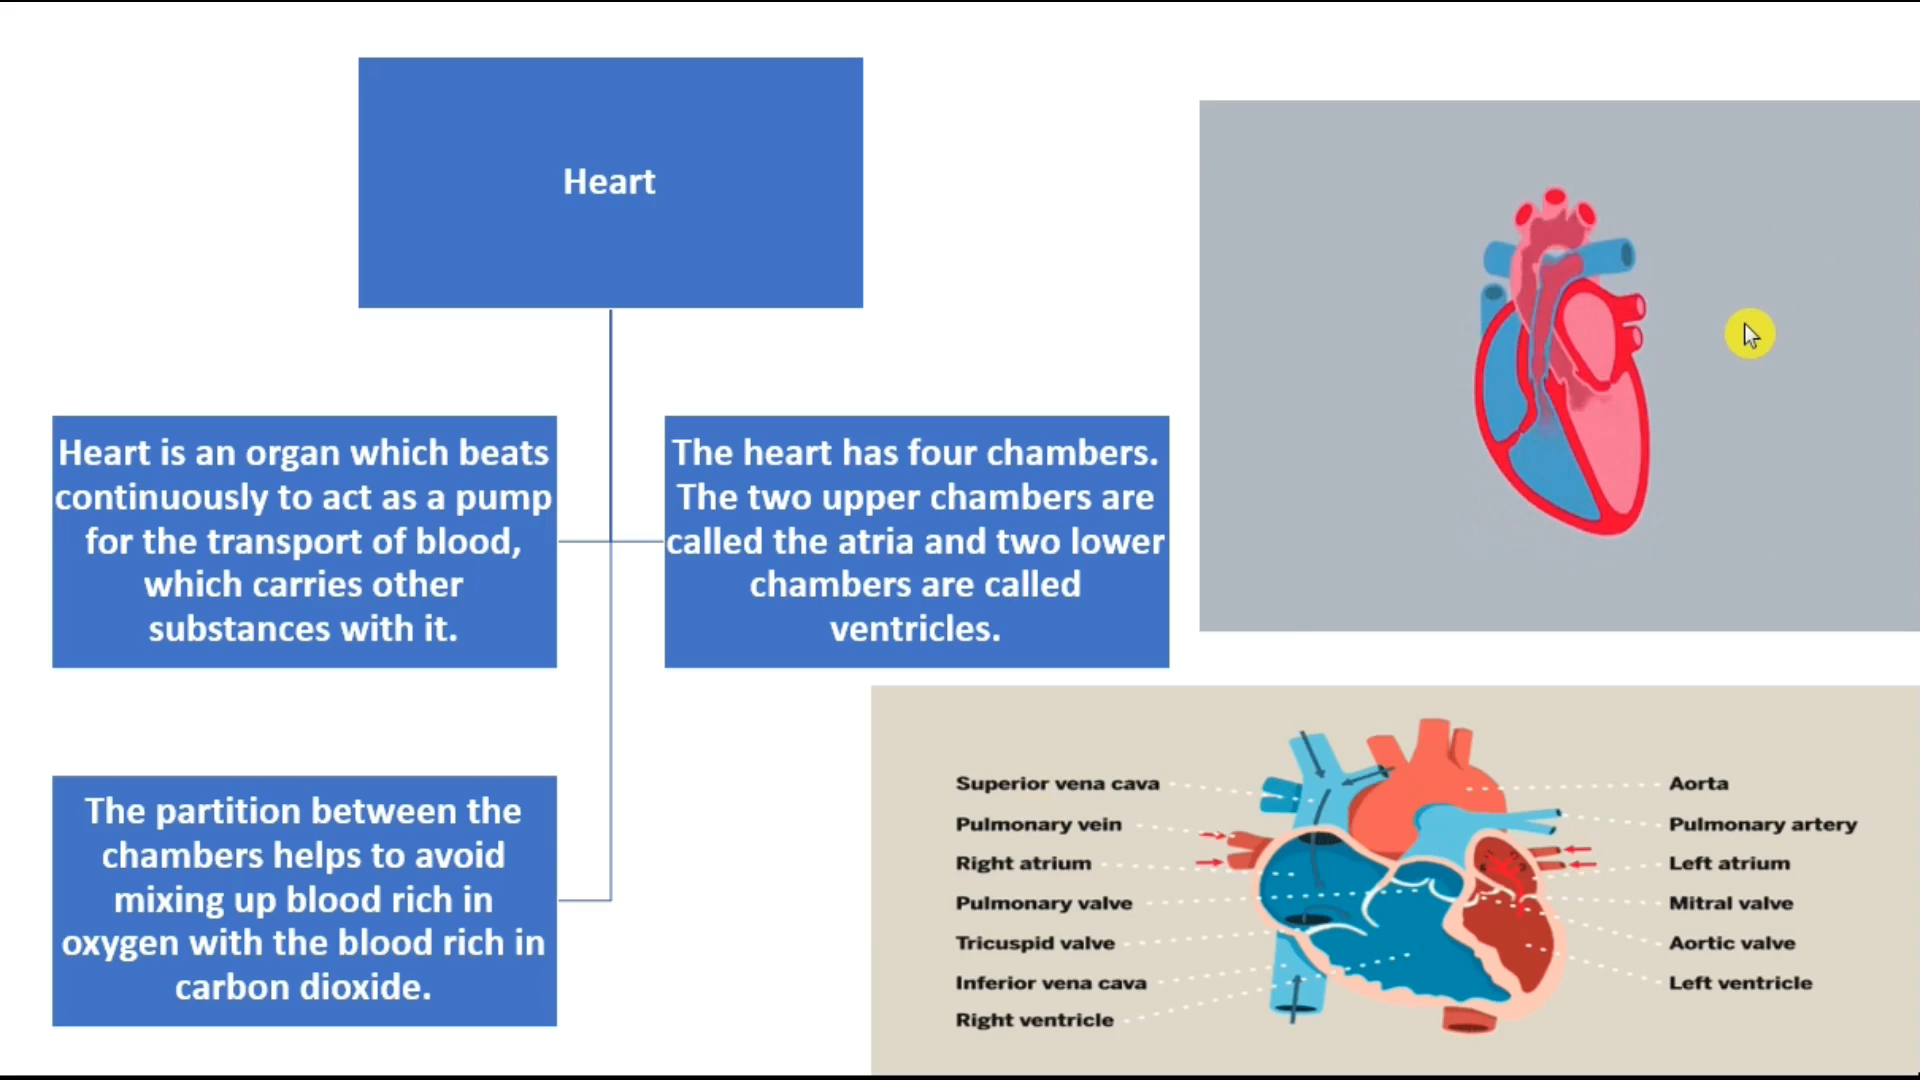 Heart
Heart is an organ which beats
continuously to act as a pump
for the transport of blood,
which carries other
substances with it.
The heart has four chambers.
The two upper chambers are
called the atria and two lower
chambers are called
ventricles.
The partition between the
chambers helps to avoid
mixing up blood rich in
oxygen with the blood rich in
carbon dioxide.
Superior vena cava
Pulmonary vein
Right atrium
Pulmonary valve
Tricuspid valve
Inferior vena cava
Right ventricle
Aorta
Pulmonary artery
Left atrium
Mitral valve
Aortic valve
Left ventricle